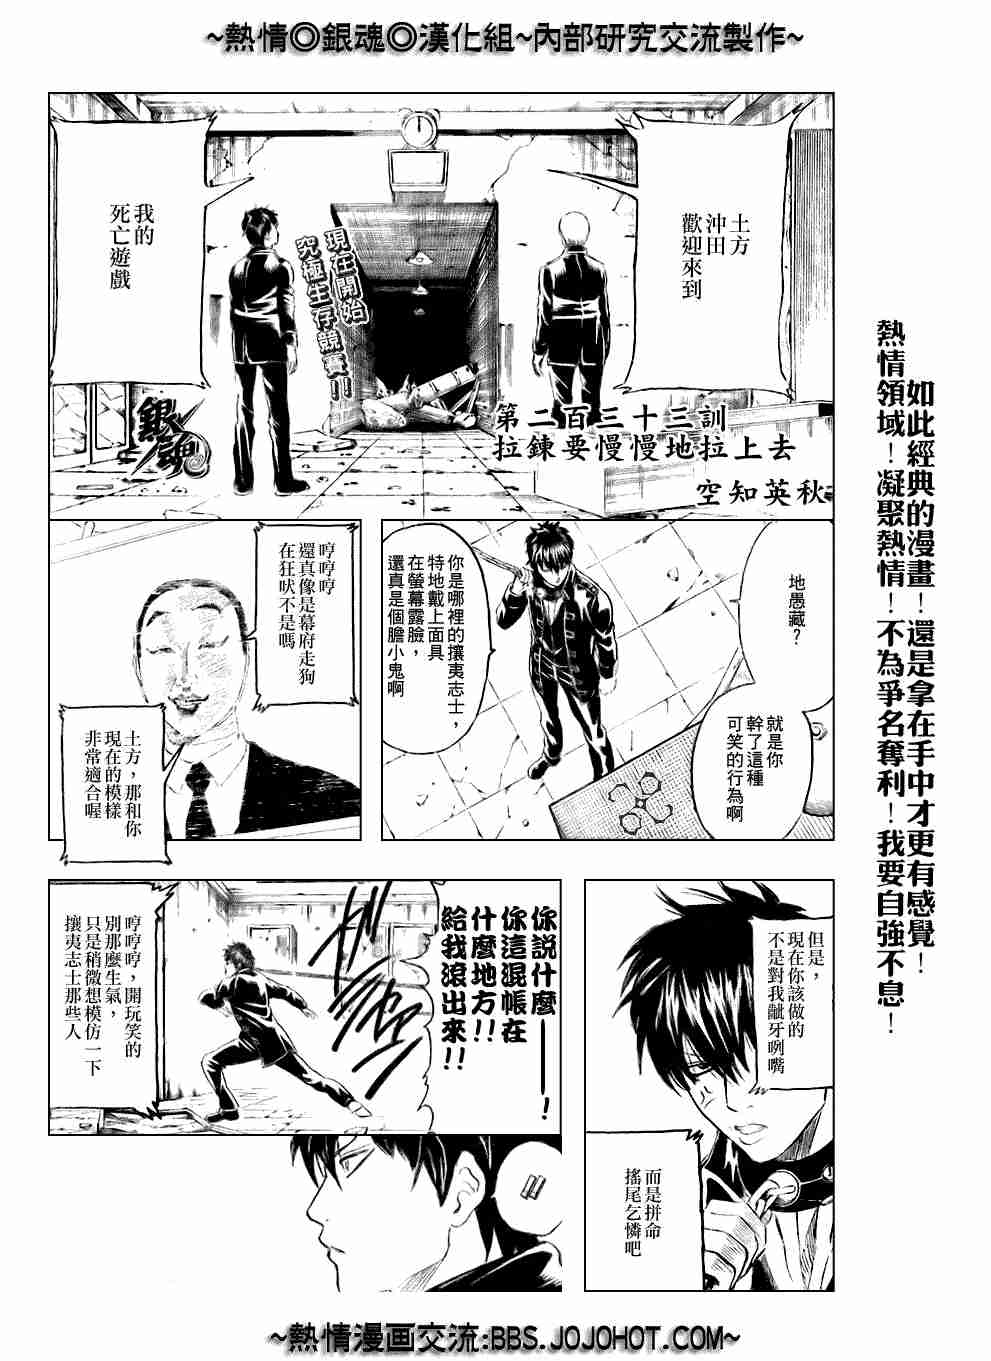 ~熱情◎銀魂◎漢化組~內部研究交流製作~
土方
沖田
歡迎來到
我的
死亡遊戲
現在開始
究極生存競賽!!
銀魂
第二百三十三訓
拉鍊要慢慢地拉上去
空知英秋
地愚藏？
就是你
幹了這種
可笑的行為啊
你是哪裡的攘夷志士，
特地戴上面具
在螢幕露臉，
還真是個膽小鬼啊
哼哼哼
還真像是幕府走狗
在狂吠不是嗎
土方，那和你
現在的模樣
非常適合喔
但是，
現在你該做的
不是對我齜牙咧嘴
而是拼命
搖尾乞憐吧
你說什麼——！
你這混帳在
什麼地方!!
給我滾出來!!
哼哼哼，開玩笑的
別那麼生氣，
只是稍微想模仿一下
攘夷志士那些人
!!
如此經典的漫畫！還是拿在手中才更有感覺！
熱情領域！凝聚熱情！不為爭名奪利！我要自強不息！
~熱情漫画交流:BBS.JOJOHOT.COM~